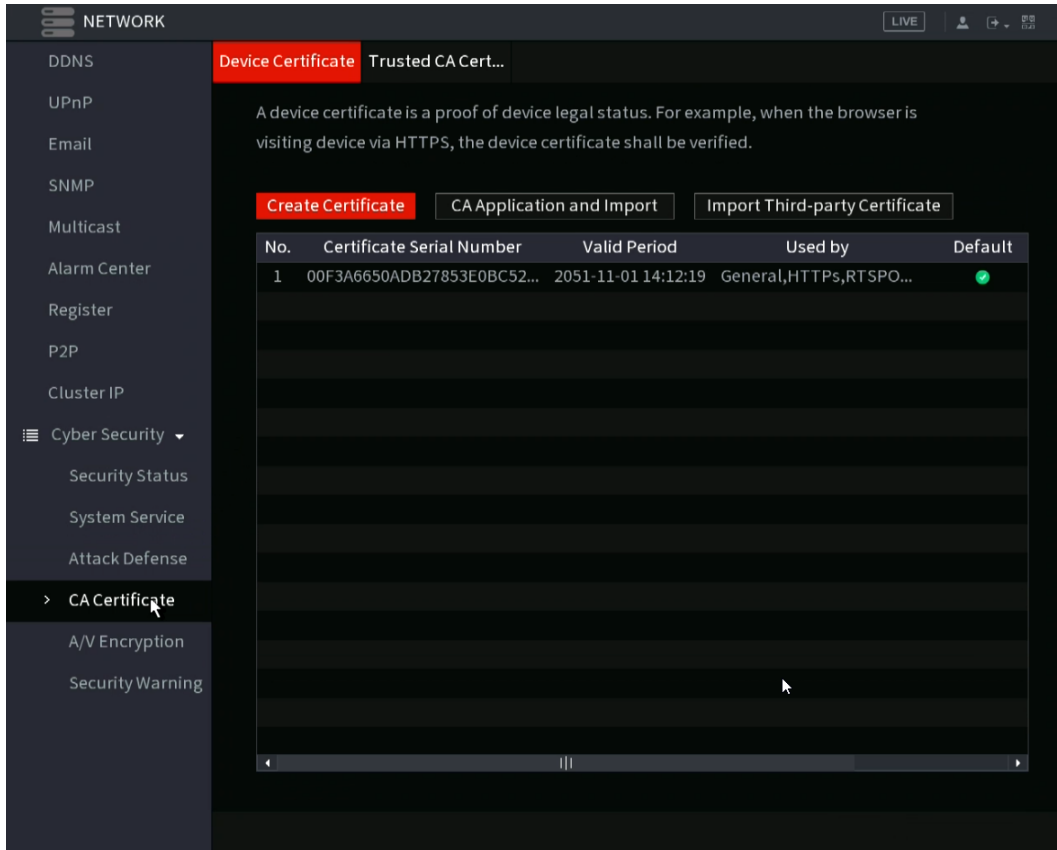 NETWORK
LIVE
DDNS
UPnP
Email
SNMP
Multicast
Alarm Center
Register
P2P
Cluster IP
Cyber Security
Security Status
System Service
Attack Defense
CA Certificate
A/V Encryption
Security Warning
Device Certificate Trusted CA Cert...
A device certificate is a proof of device legal status. For example, when the browser is
visiting device via HTTPS, the device certificate shall be verified.
Create Certificate CA Application and Import Import Third-party Certificate
No. Certificate Serial Number Valid Period Used by Default
1 00F3A6650ADB27853E0BC52... 2051-11-01 14:12:19 General,HTTPs,RTSPO...